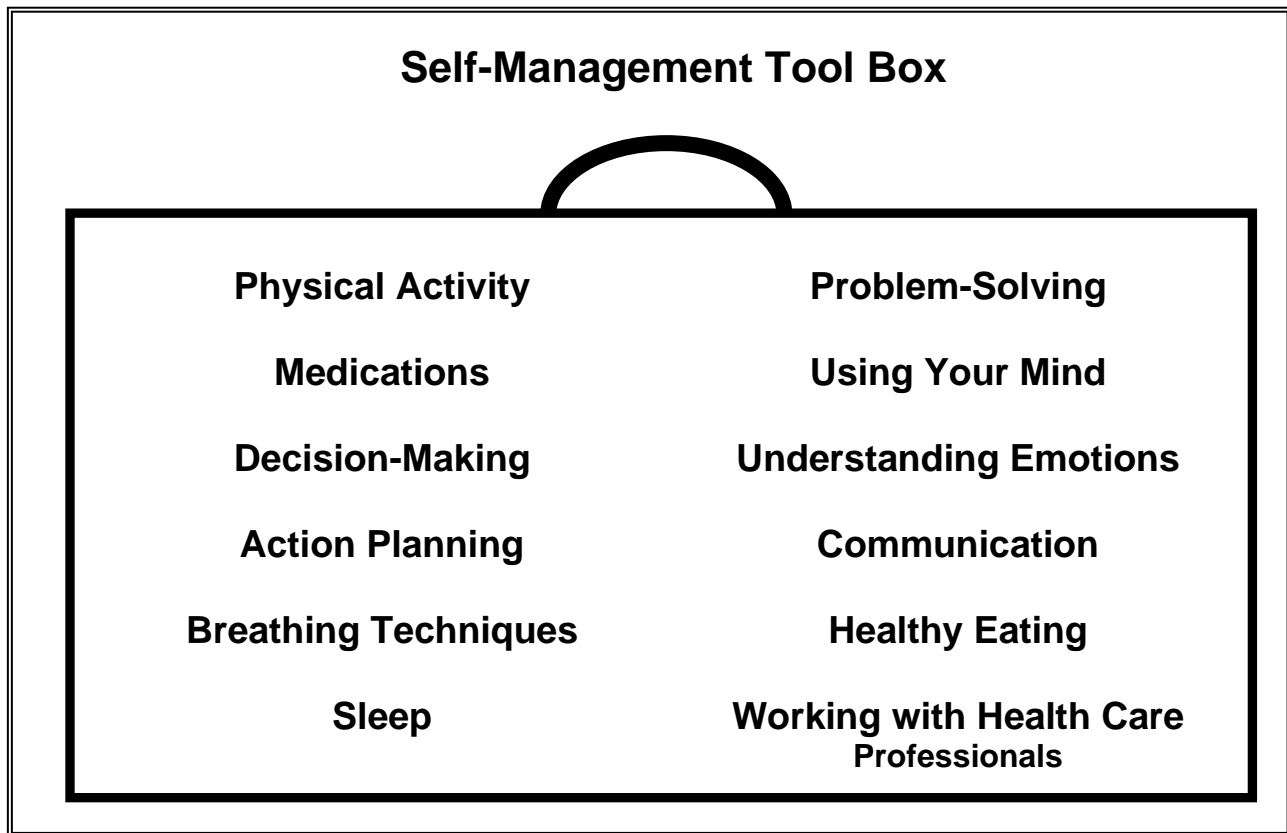 Self-Management Tool Box
Physical Activity
Problem-Solving
Medications
Using Your Mind
Decision-Making
Understanding Emotions
Action Planning
Communication
Breathing Techniques
Healthy Eating
Sleep
Working with Health Care
Professionals